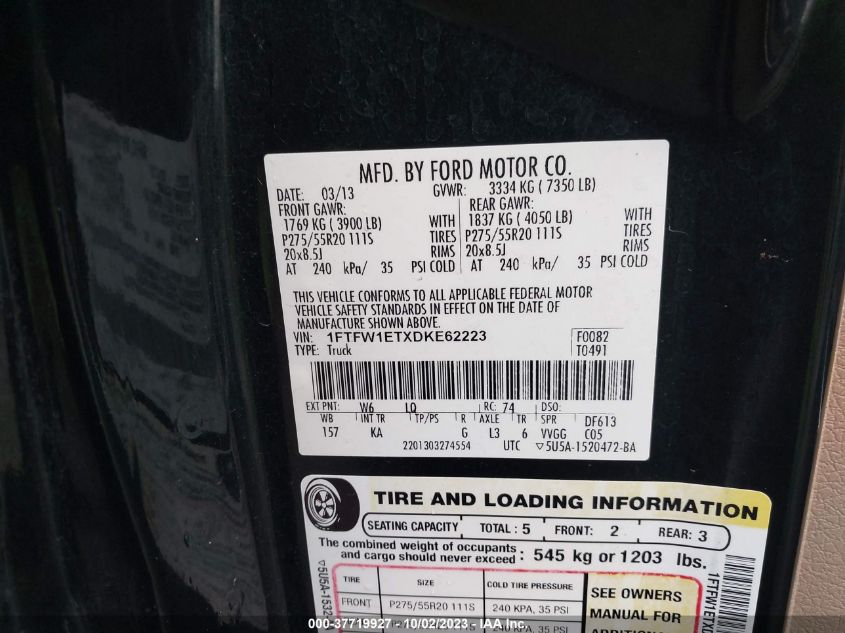 MFD. BY FORD MOTOR CO.
DATE: 03/13 GVWR: 3334 KG ( 7350 LB)
FRONT GAWR: REAR GAWR:
1769 KG ( 3900 LB) WITH 1837 KG ( 4050 LB) WITH
P275/55R20 111S TIRES P275/55R20 111S TIRES
20x8.5J RIMS 20x8.5J RIMS
AT 240 kPa/ 35 PSI COLD AT 240 kPa/ 35 PSI COLD
THIS VEHICLE CONFORMS TO ALL APPLICABLE FEDERAL MOTOR
VEHICLE SAFETY STANDARDS IN EFFECT ON THE DATE OF
MANUFACTURE SHOWN ABOVE.
VIN: 1FTFW1ETXDKE62223 F0082
TYPE: Truck T0491
EXT PNT: W6 LQ RC: 74 DSO:
WB INT TR TP/PS R AXLE TR SPR DF613
157 KA G L3 6 VVGG C05
2201303274554 UTC ▽5U5A-1520472-BA
TIRE AND LOADING INFORMATION
SEATING CAPACITY TOTAL : 5 FRONT: 2 REAR: 3
The combined weight of occupants
and cargo should never exceed : 545 kg or 1203 lbs.
TIRE SIZE COLD TIRE PRESSURE SEE OWNERS
FRONT P275/55R20 111S 240 KPA, 35 PSI MANUAL FOR
▽5U5A-1532
1FTFW1ETX
000-37719927 - 10/02/2023 - IAA Inc.